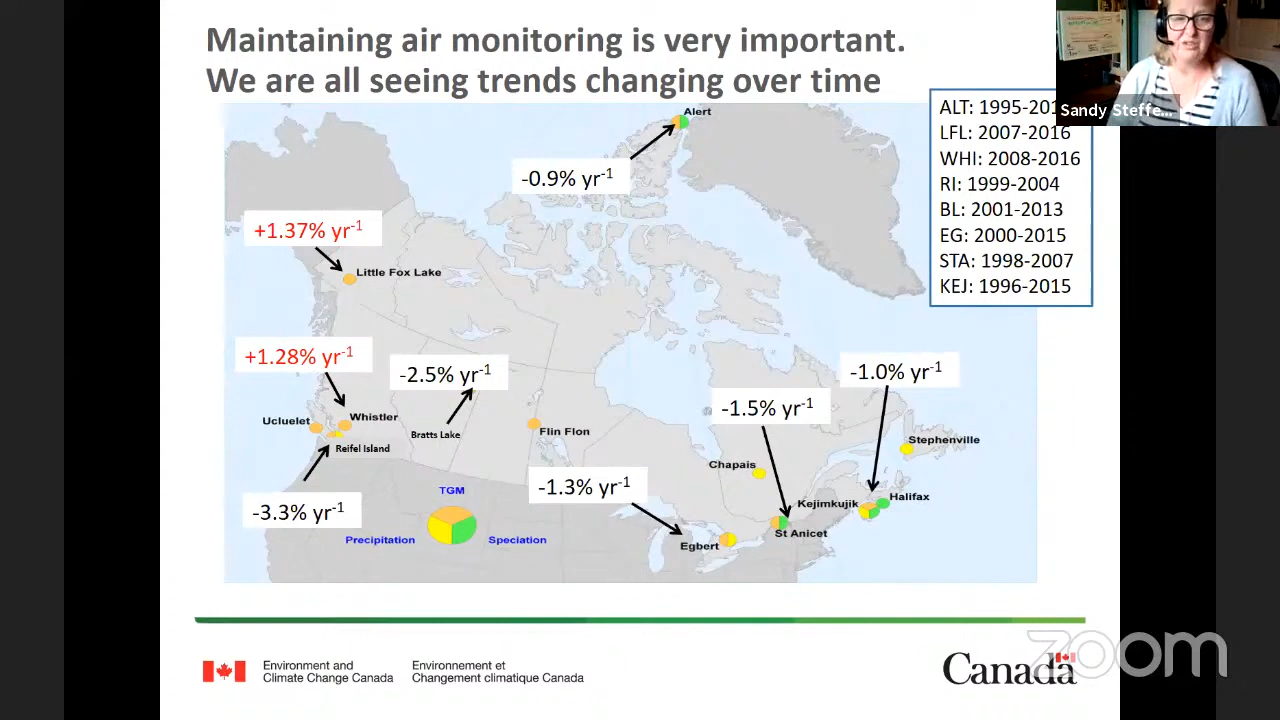 Maintaining air monitoring is very important.
We are all seeing trends changing over time
Sandy Steffe...
ALT: 1995-201
LFL: 2007-2016
WHI: 2008-2016
RI: 1999-2004
BL: 2001-2013
EG: 2000-2015
STA: 1998-2007
KEJ: 1996-2015
Alert
-0.9% yr-1
+1.37% yr-1
Little Fox Lake
+1.28% yr-1
-2.5% yr-1
-1.0% yr-1
-1.5% yr-1
Ucluelet
Whistler
Bratts Lake
Flin Flon
Reifel Island
Stephenville
Chapais
-1.3% yr-1
TGM
Kejimkujik
Halifax
-3.3% yr-1
Precipitation
Speciation
Egbert
St Anicet
Environment and
Climate Change Canada
Environnement et
Changement climatique Canada
Canada
zoom